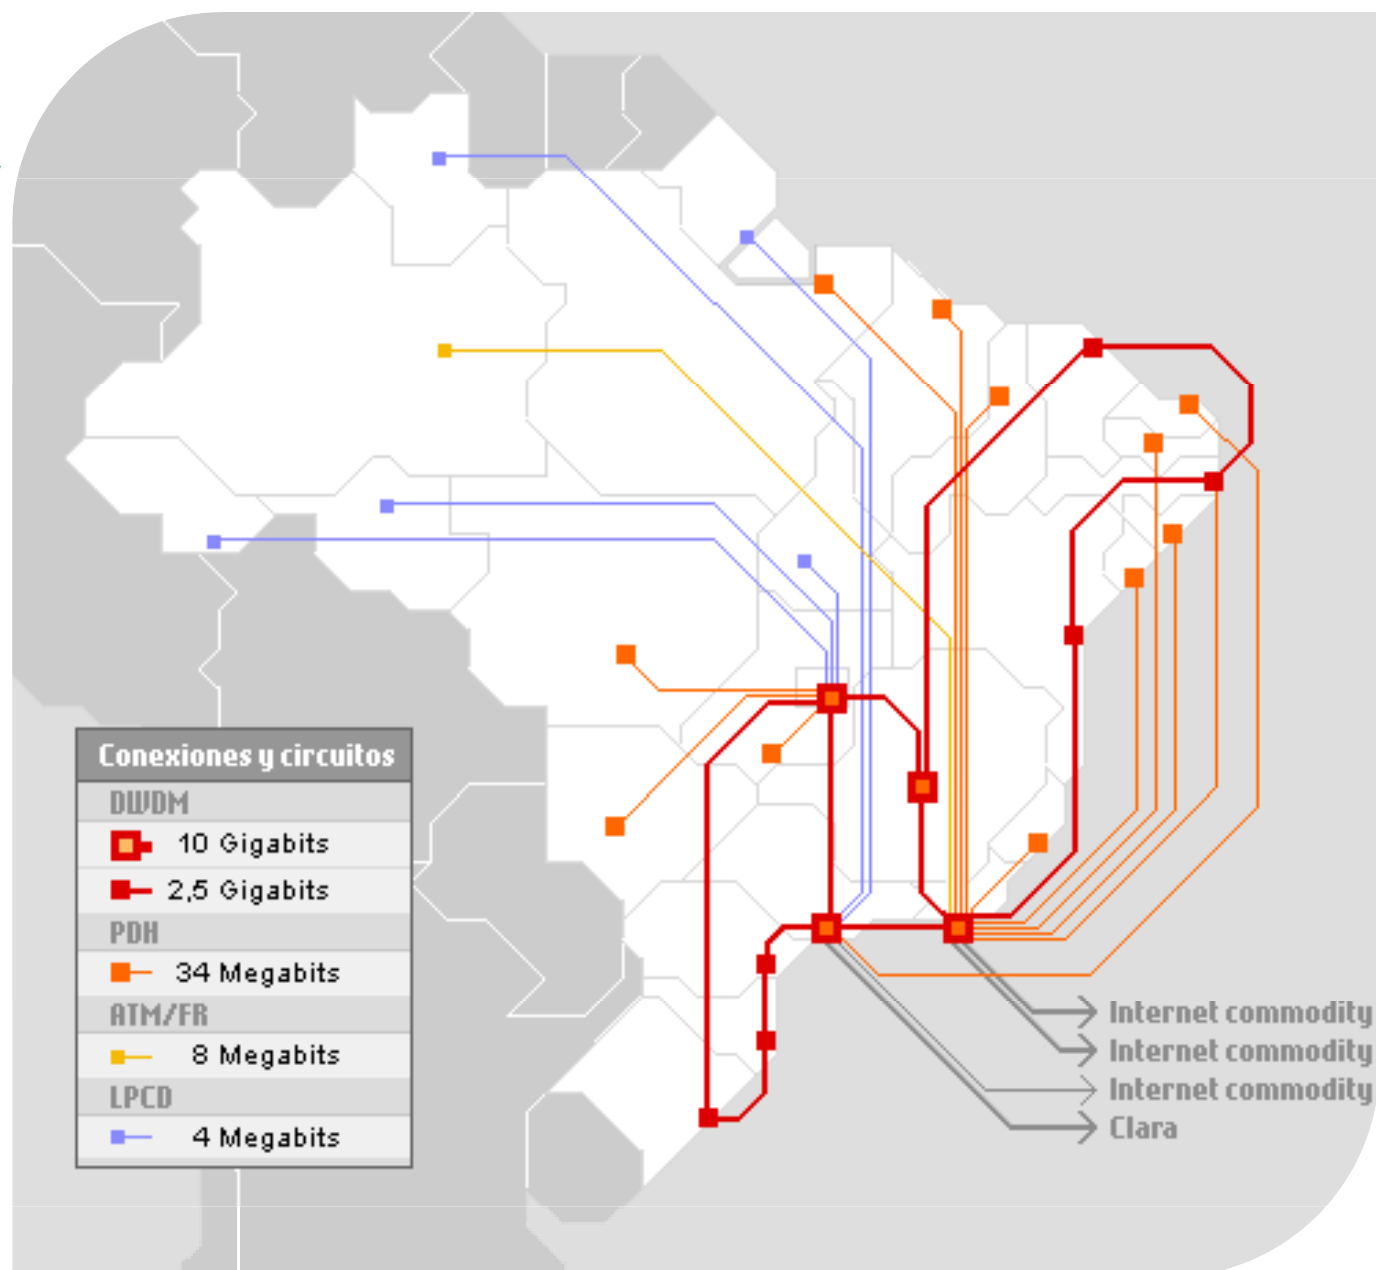 Conexiones y circuitos
DWDM
10 Gigabits
2,5 Gigabits
PDH
34 Megabits
ATM/FR
8 Megabits
LPCD
4 Megabits
Internet commodity
Internet commodity
Internet commodity
Clara